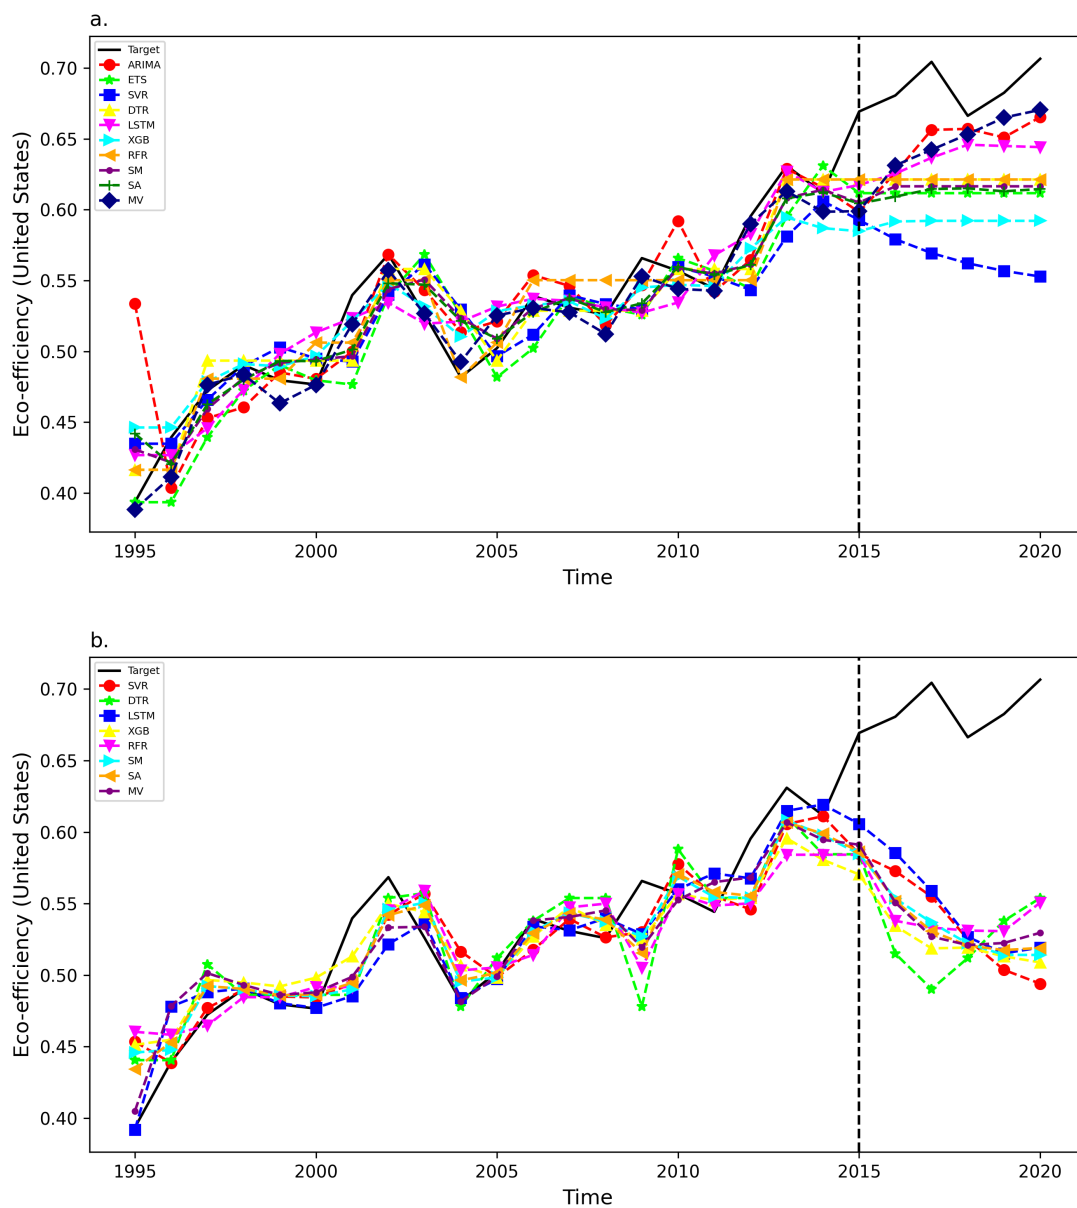 a.
Eco-efficiency (United States)
0.70
0.65
0.60
0.55
0.50
0.45
0.40
Target
ARIMA
ETS
SVR
DTR
LSTM
XGB
RFR
SM
SA
MV
1995 2000 2005 2010 2015 2020
Time
b.
Eco-efficiency (United States)
0.70
0.65
0.60
0.55
0.50
0.45
0.40
Target
SVR
DTR
LSTM
XGB
RFR
SM
SA
MV
1995 2000 2005 2010 2015 2020
Time